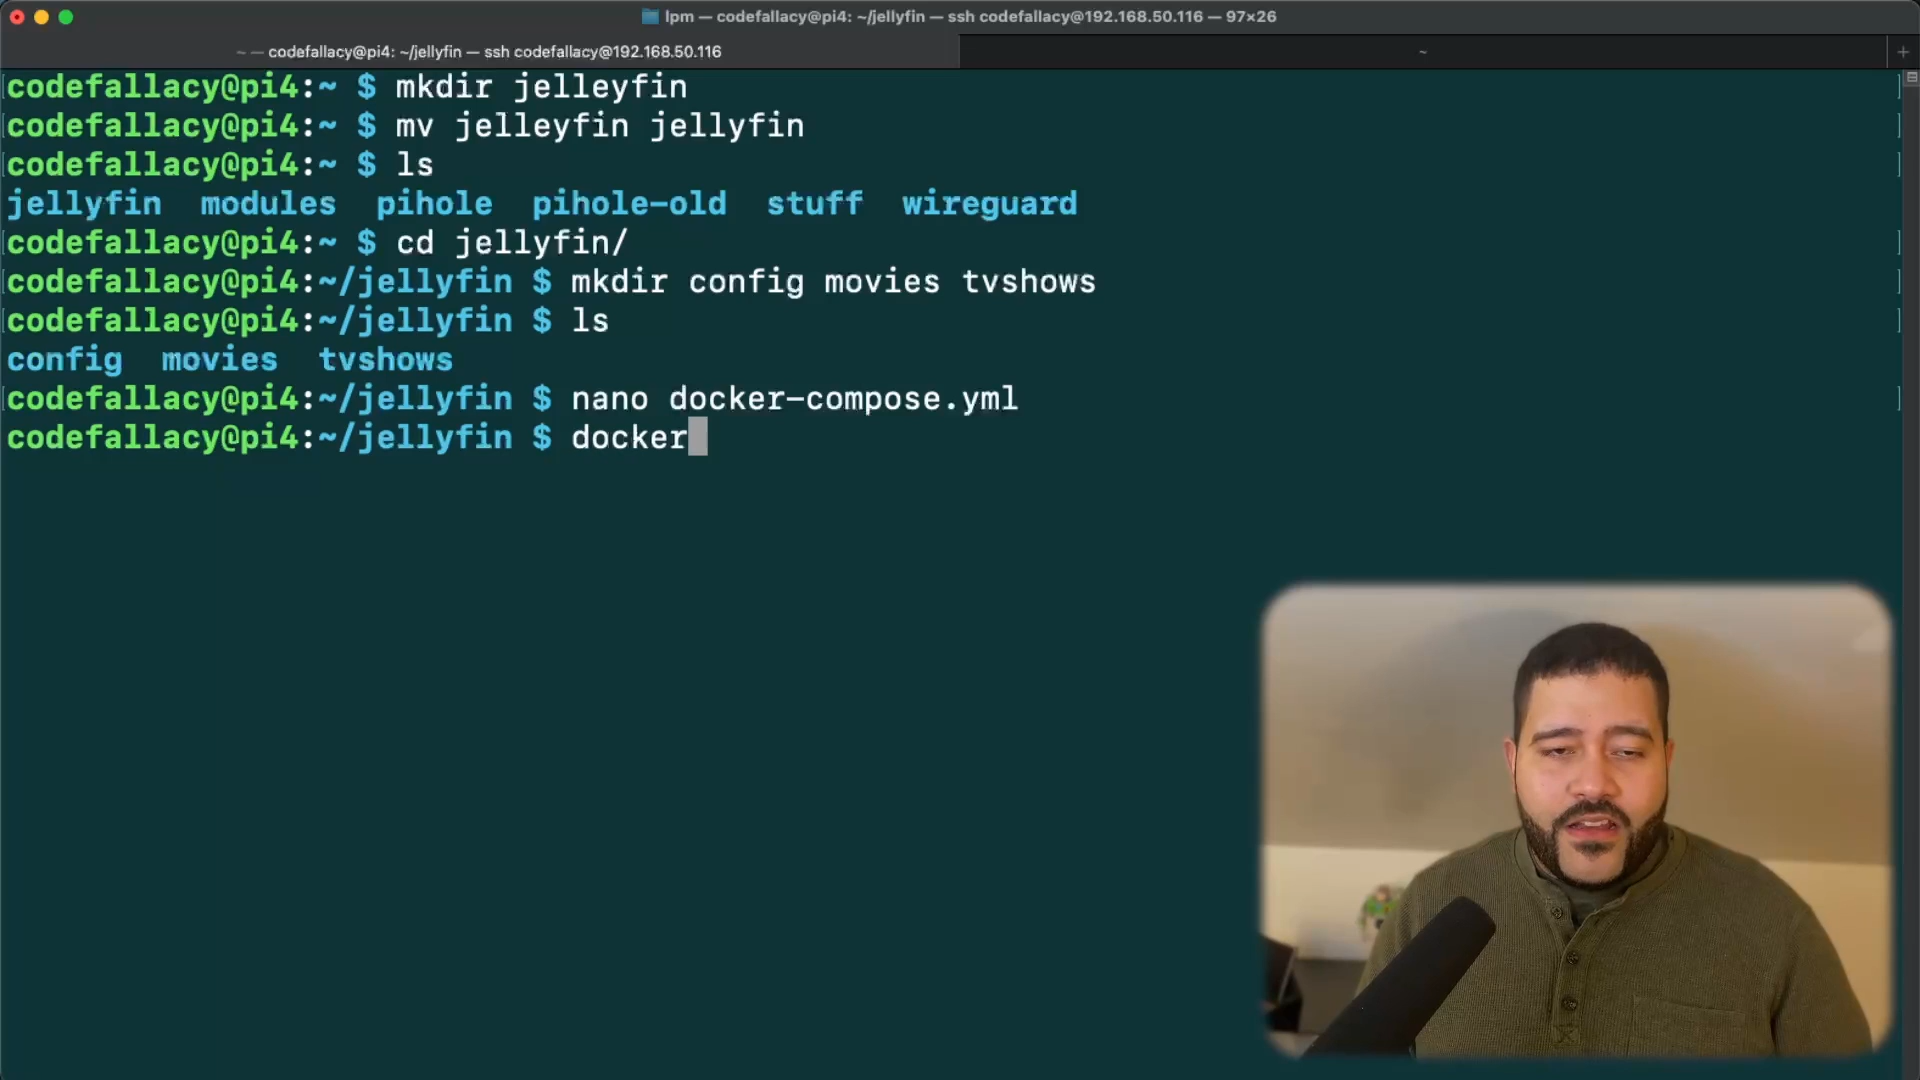 lpm — codefallacy@pi4: ~/jellyfin — ssh codefallacy@192.168.50.116 — 97×26
~ — codefallacy@pi4: ~/jellyfin — ssh codefallacy@192.168.50.116
~
codefallacy@pi4:~ $ mkdir jelleyfin
codefallacy@pi4:~ $ mv jelleyfin jellyfin
codefallacy@pi4:~ $ ls
jellyfin modules pihole pihole-old stuff wireguard
codefallacy@pi4:~ $ cd jellyfin/
codefallacy@pi4:~/jellyfin $ mkdir config movies tvshows
codefallacy@pi4:~/jellyfin $ ls
config movies tvshows
codefallacy@pi4:~/jellyfin $ nano docker-compose.yml
codefallacy@pi4:~/jellyfin $ docker